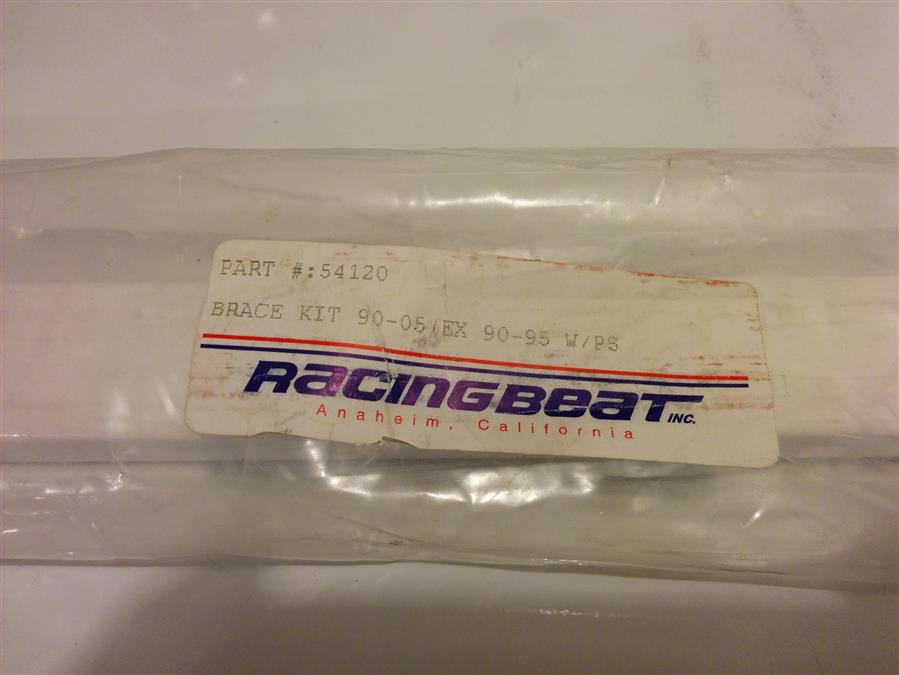 PART #:54120
BRACE KIT 90-05/EX 90-95 W/PS
RACINGBEAT INC.
Anaheim, California